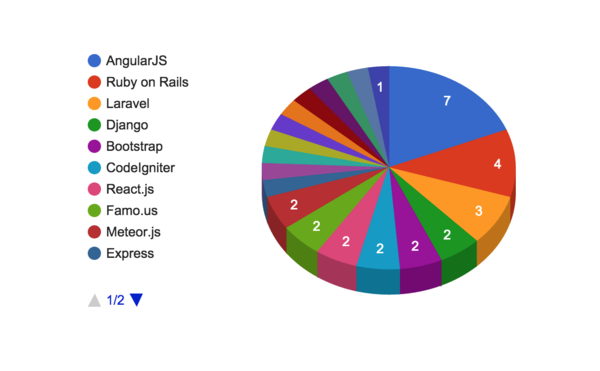 AngularJS
Ruby on Rails
Laravel
Django
Bootstrap
CodeIgniter
React.js
Famo.us
Meteor.js
Express
1/2
1
7
4
3
2
2
2
2
2
2